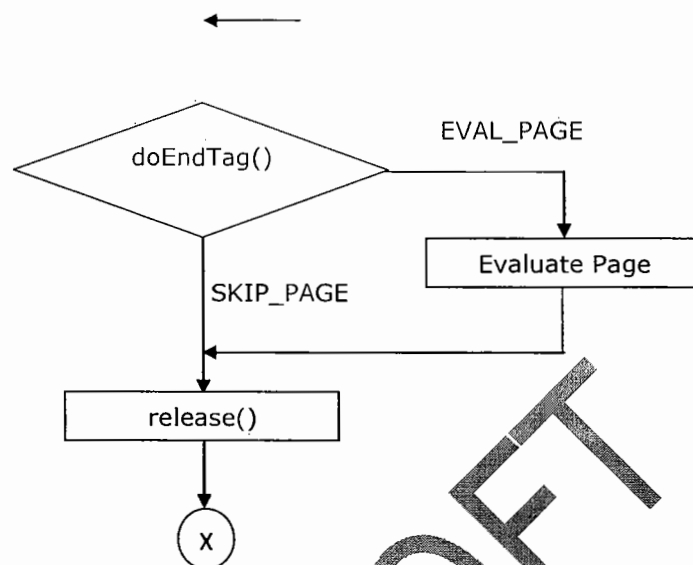 doEndTag()
EVAL_PAGE
Evaluate Page
SKIP_PAGE
release()
X